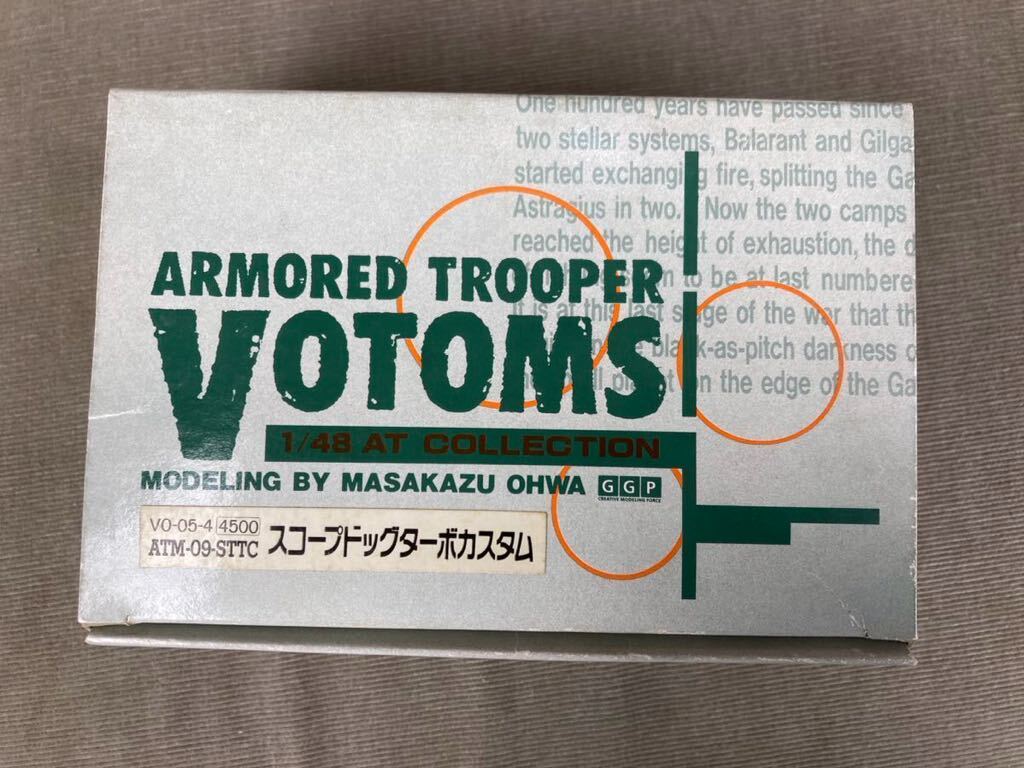 One hundred years have passed since
two stellar systems, Balarant and Gilga
started exchanging fire, splitting the Ga
Astragius in two. Now the two camps
reached the height of exhaustion, the d
to be at last numbere
It is at this last stage of the war that th
black-as-pitch darkness o
on the edge of the Ga
ARMORED TROOPER
VOTOMS
1/48 AT COLLECTION
MODELING BY MASAKAZU OHWA GGP
CREATIVE MODELING FORCE
VO-05-4 4500
ATM-09-STTC スコープドッグターボカスタム